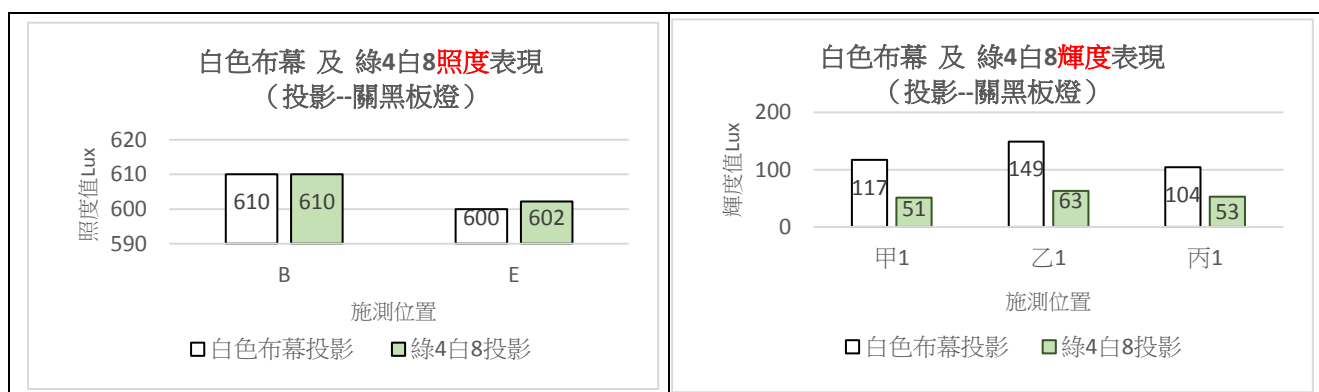 白色布幕 及 綠4白8照度表現
（投影--關黑板燈）
照度值Lux
620
610
600
590
610
610
600
602
B
E
施測位置
白色布幕投影
綠4白8投影
白色布幕 及 綠4白8輝度表現
（投影--關黑板燈）
輝度值Lux
200
100
0
117
51
149
63
104
53
甲1
乙1
丙1
施測位置
白色布幕投影
綠4白8投影